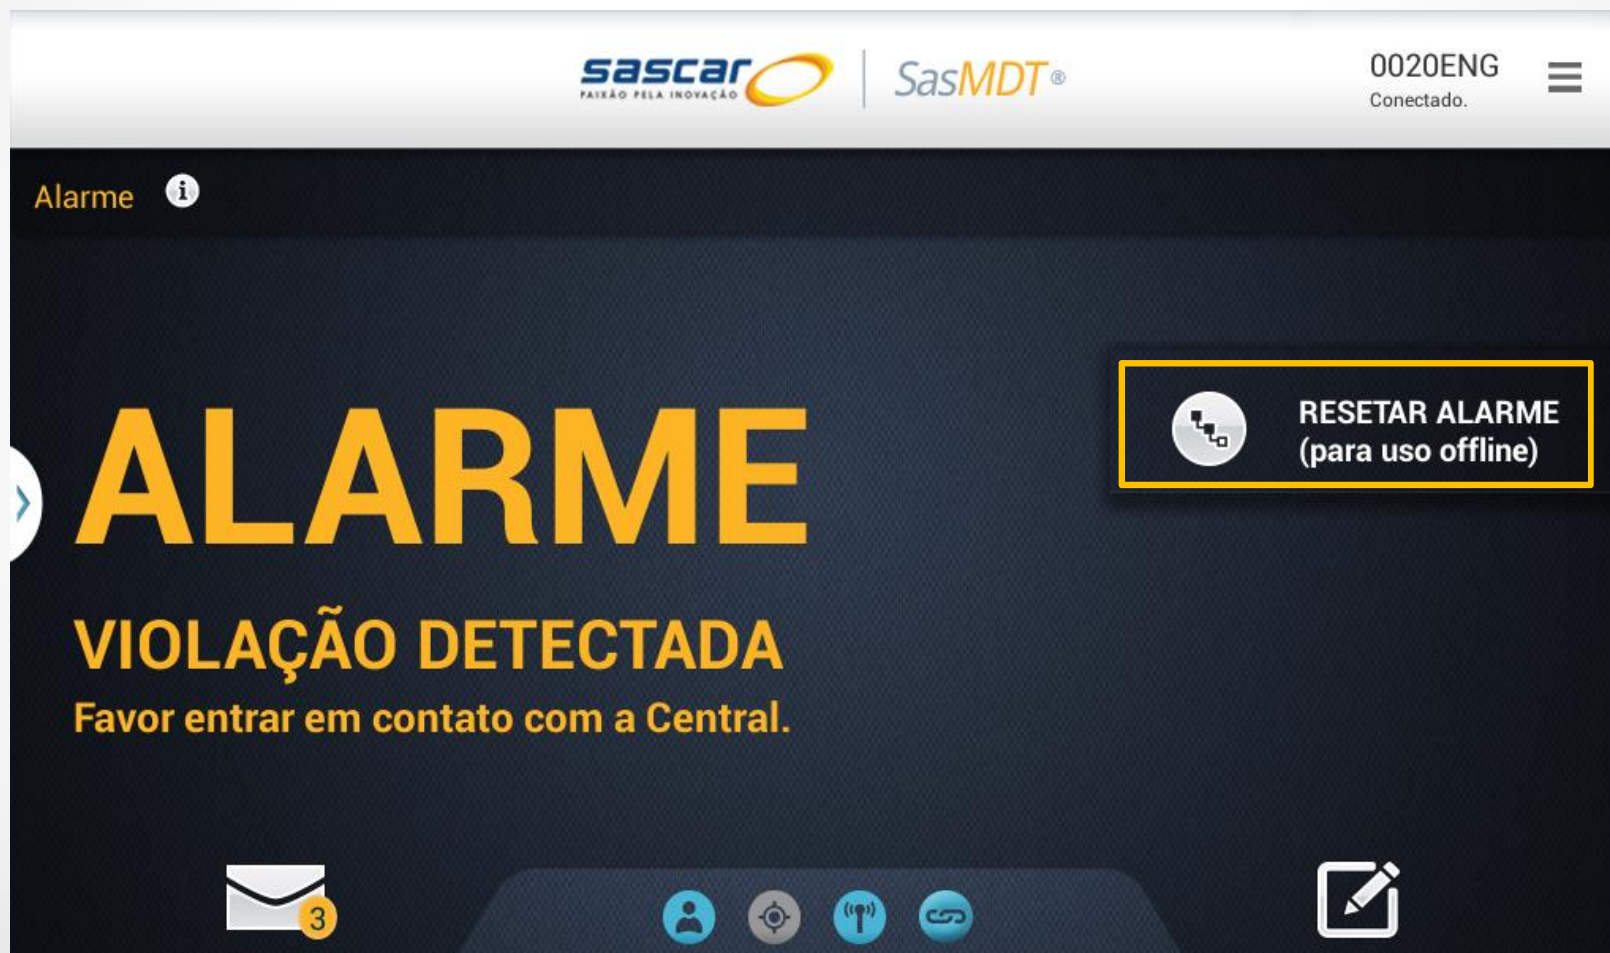 sascar
PAIXÃO PELA INOVAÇÃO
SasMDT®
0020ENG
Conectado.
Alarme
ALARME
VIOLAÇÃO DETECTADA
Favor entrar em contato com a Central.
RESETAR ALARME
(para uso offline)
3